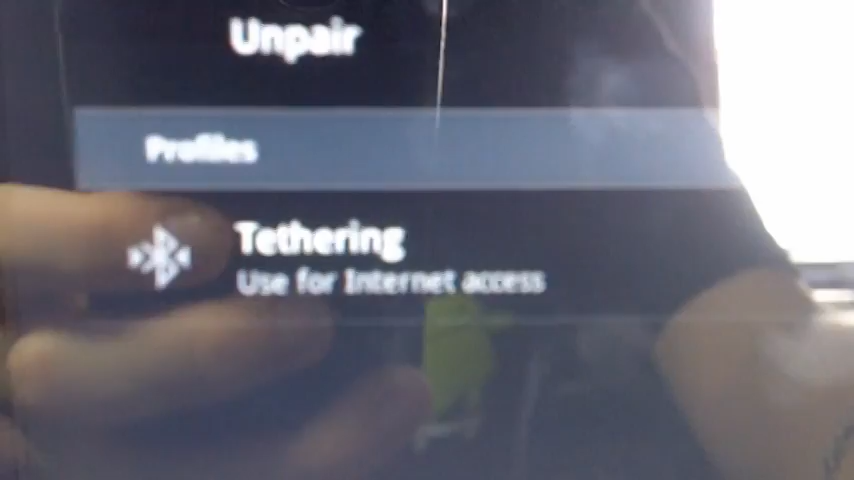 Unpair
Profiles
Tethering
Use for Internet access